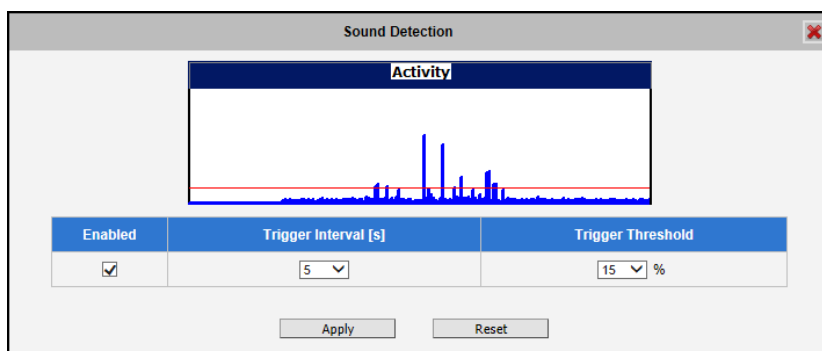 Sound Detection
Activity
Enabled Trigger Interval [s] Trigger Threshold
5 15 %
Apply Reset